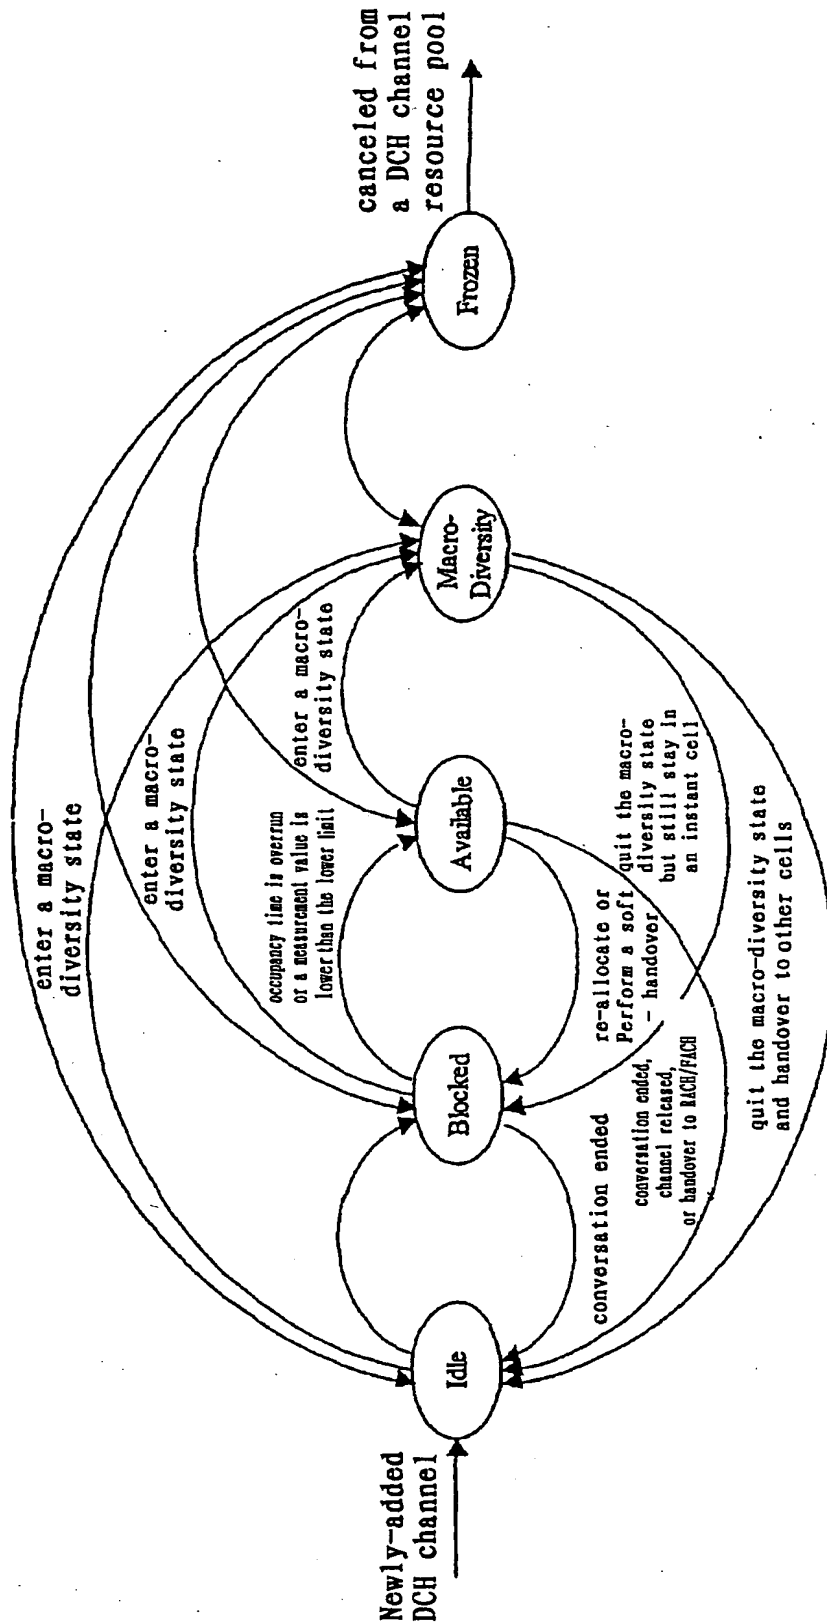 Newly-added
DCH channel
Idle
Blocked
Available
Macro-
Diversity
Frozen
canceled from
a DCH channel
resource pool
enter a macro-
diversity state
enter a macro-
diversity state
enter a macro-
diversity state
occupancy time is overrun
or a measurement value is
lower than the lower limit
re-allocate or
Perform a soft
- handover
quit the macro-
diversity state
but still stay in
an instant cell
conversation ended
conversation ended,
channel released,
or handover to RACH/FACH
quit the macro-diversity state
and handover to other cells